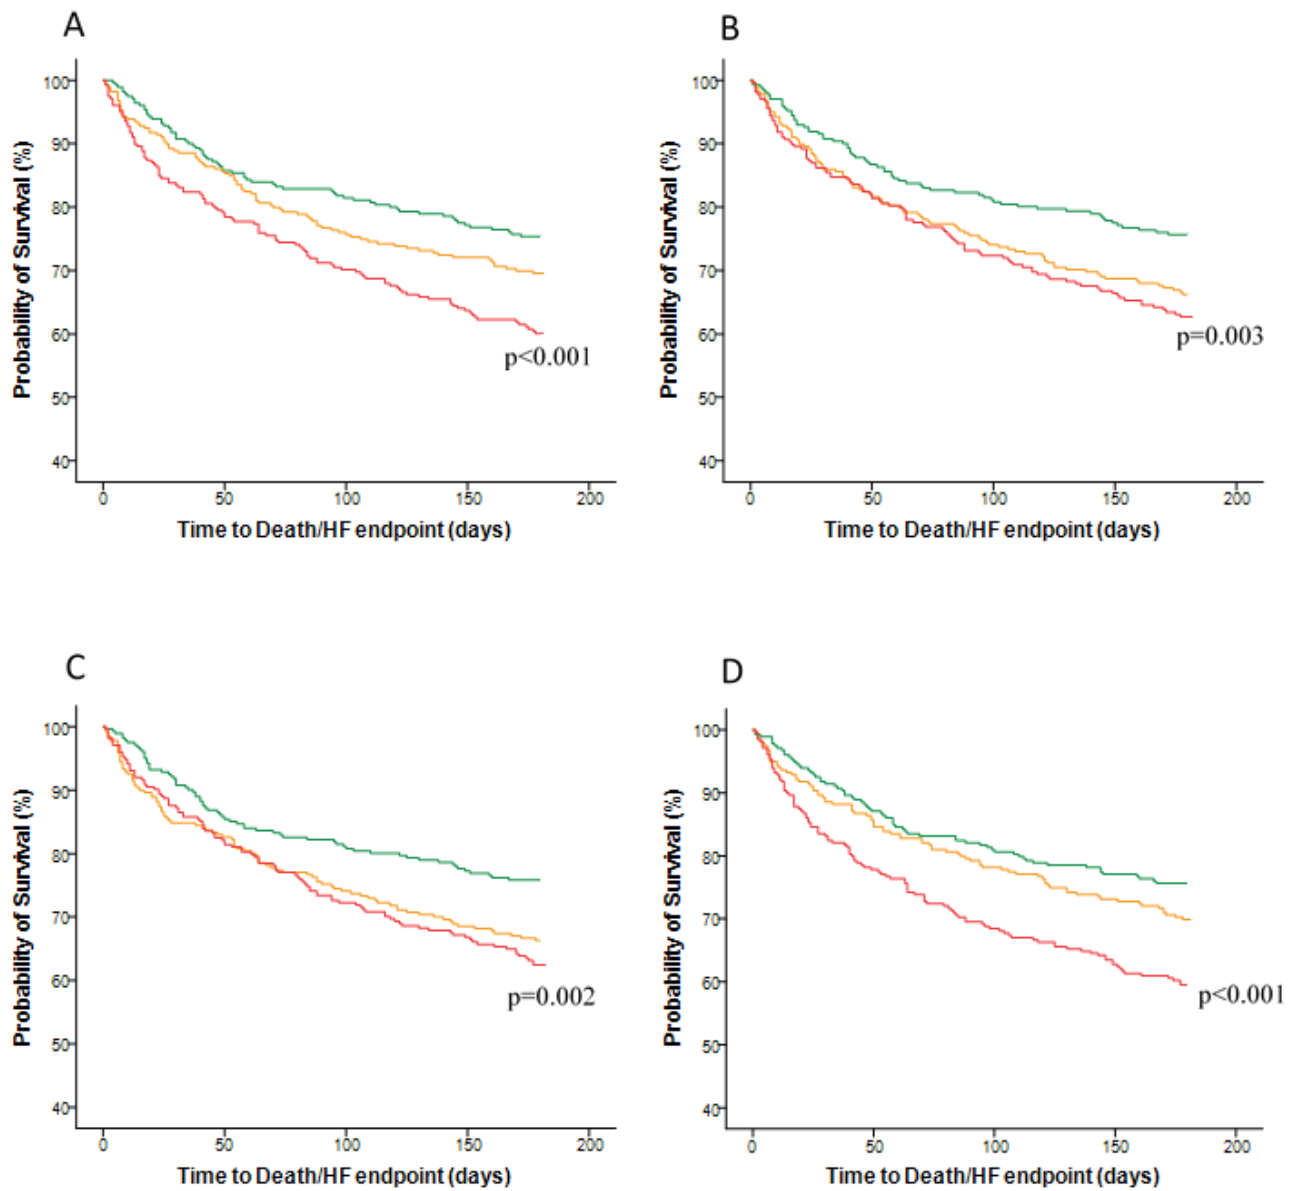 A
Probability of Survival (%)
100
90
80
70
60
50
40
p<0.001
0 50 100 150 200
Time to Death/HF endpoint (days)
B
Probability of Survival (%)
100
90
80
70
60
50
40
p=0.003
0 50 100 150 200
Time to Death/HF endpoint (days)
C
Probability of Survival (%)
100
90
80
70
60
50
40
p=0.002
0 50 100 150 200
Time to Death/HF endpoint (days)
D
Probability of Survival (%)
100
90
80
70
60
50
40
p<0.001
0 50 100 150 200
Time to Death/HF endpoint (days)